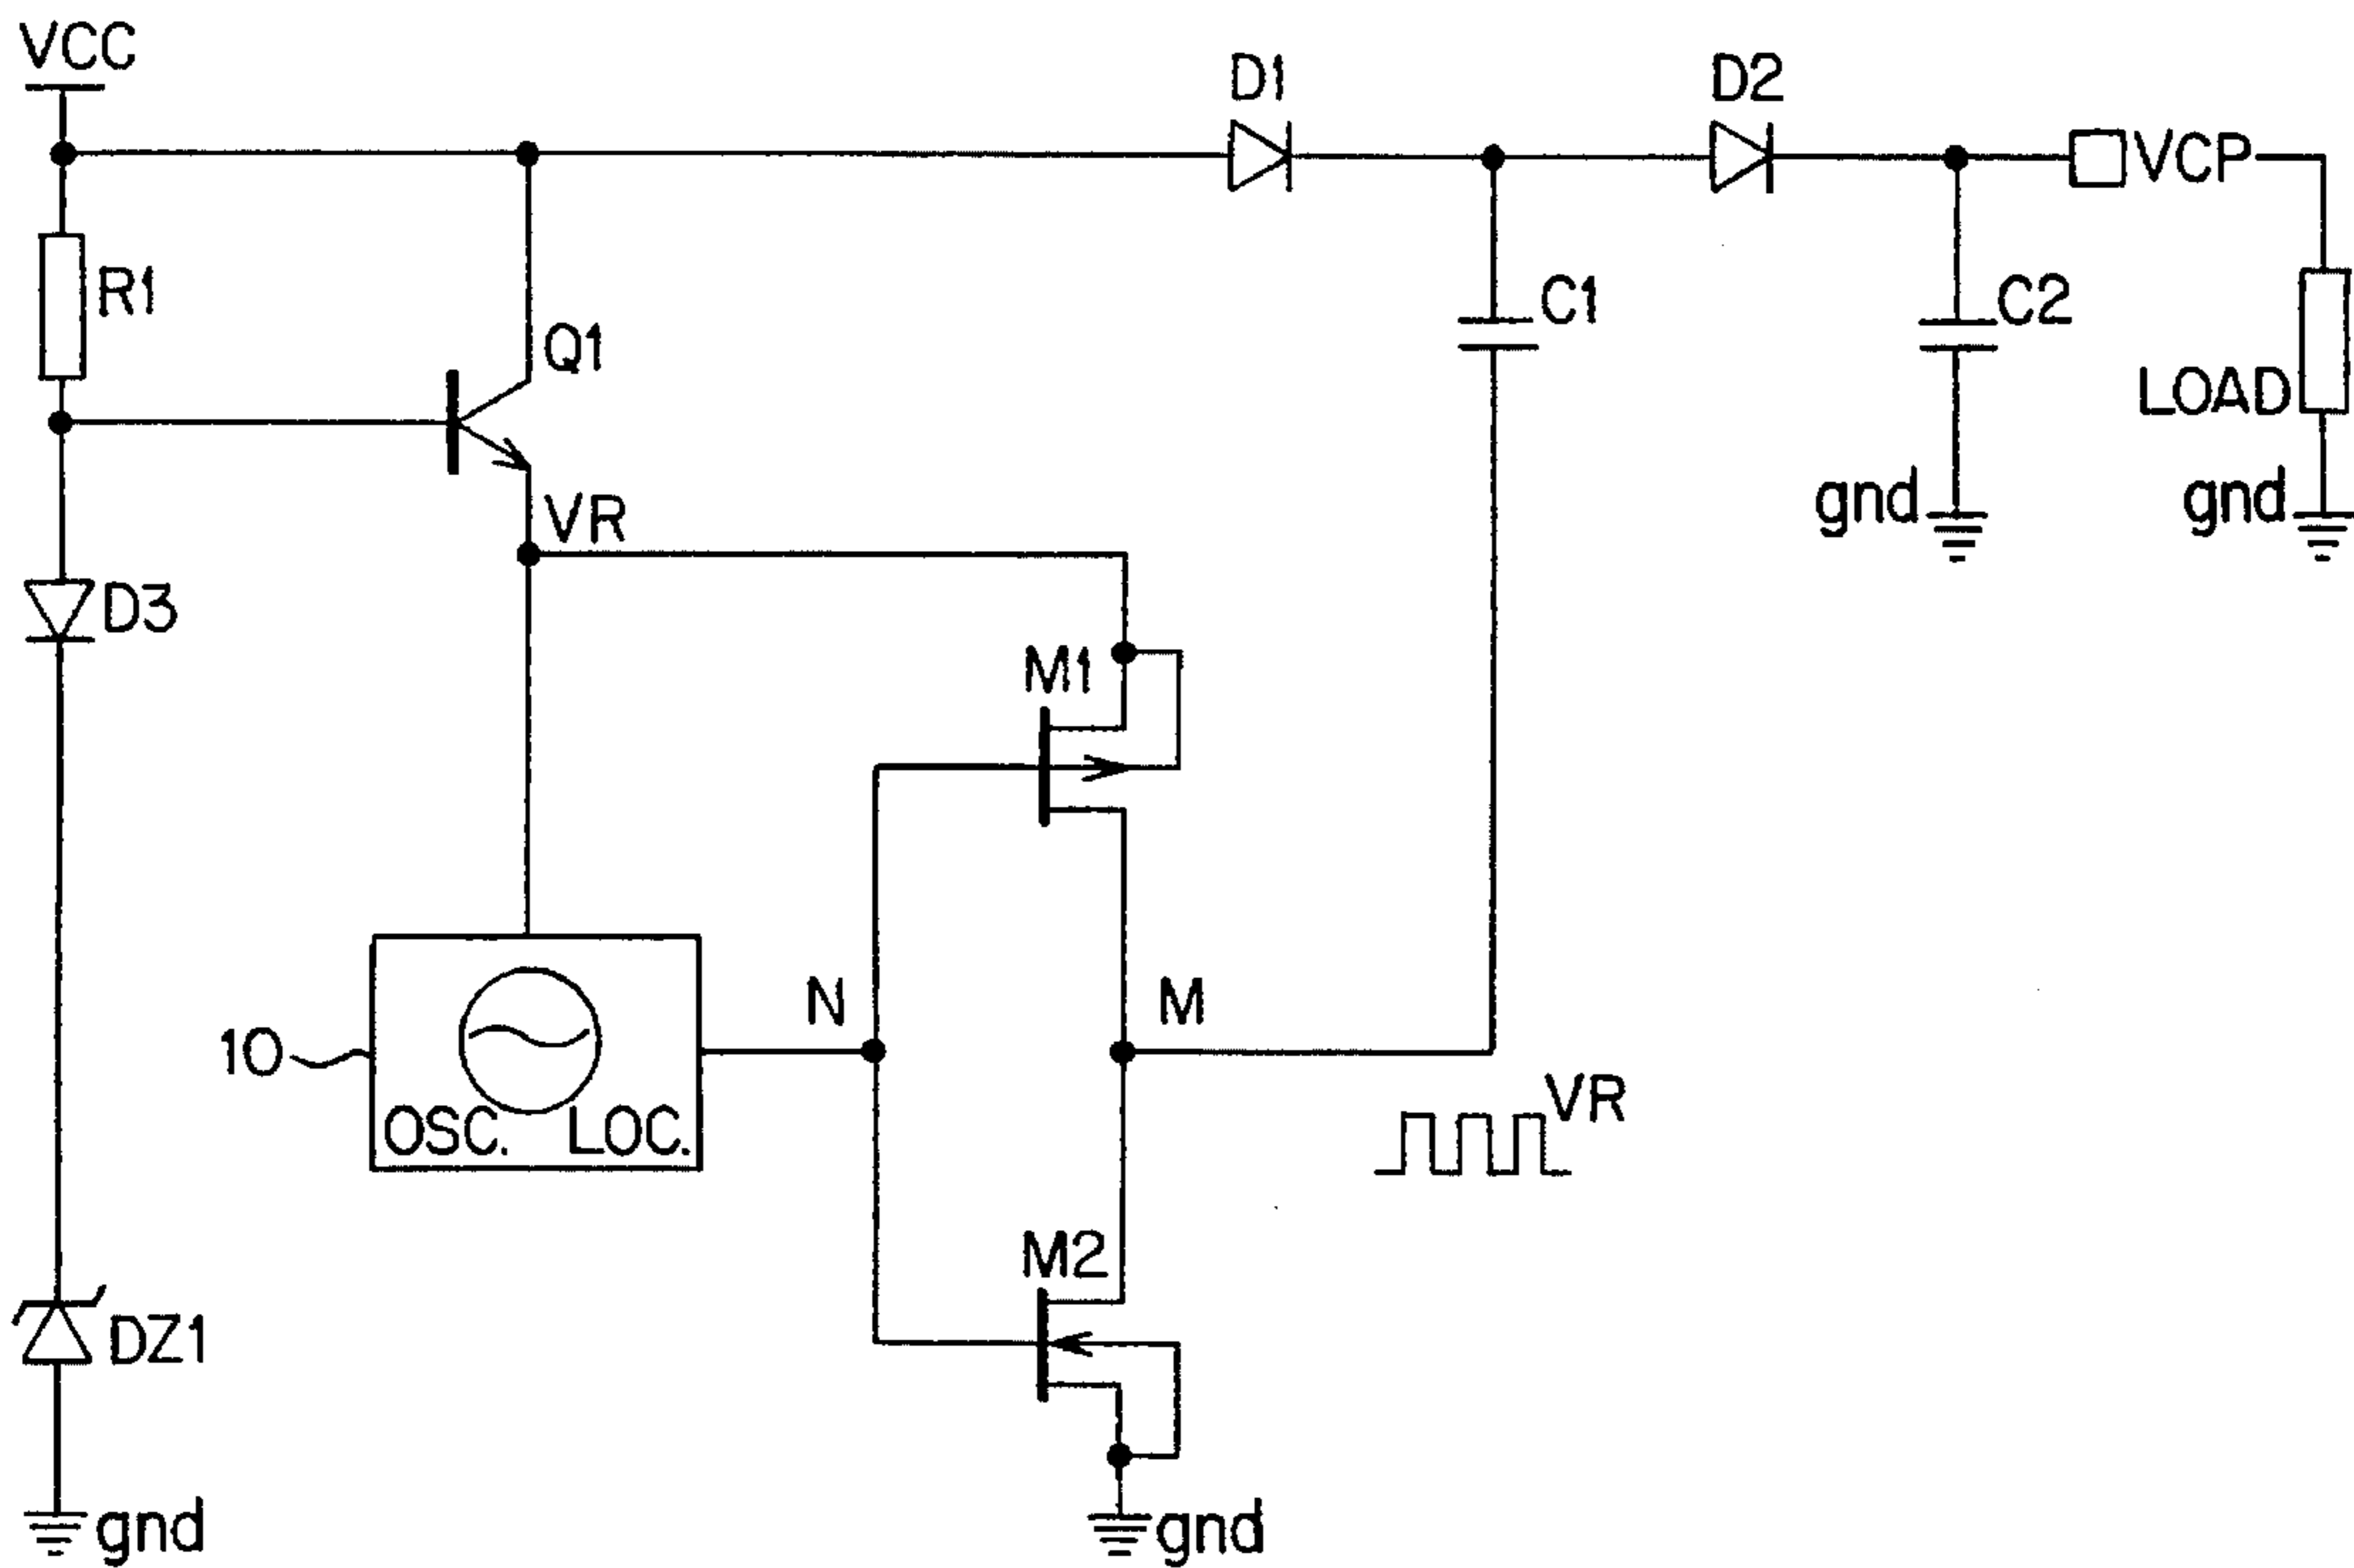 VCC
D1
D2
VCP
R1
Q1
C1
C2
LOAD
VR
gnd
gnd
D3
M1
N
M
10
OSC. LOC.
VR
M2
DZ1
gnd
gnd